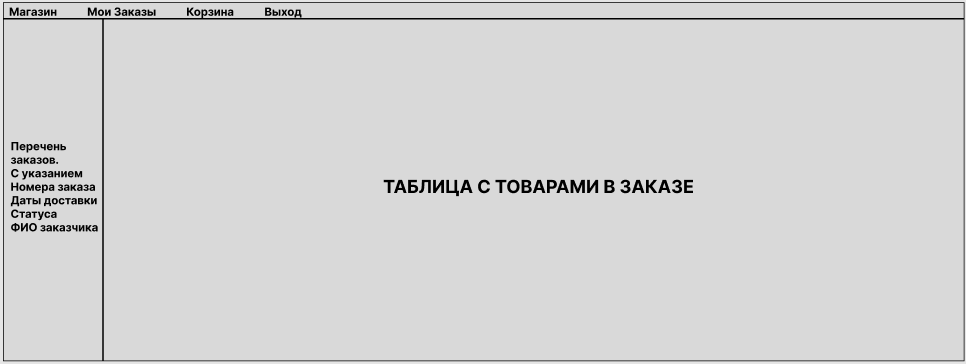 Магазин Мои Заказы Корзина Выход
Перечень
заказов.
С указанием
Номера заказа
Даты доставки
Статуса
ФИО заказчика
ТАБЛИЦА С ТОВАРАМИ В ЗАКАЗЕ